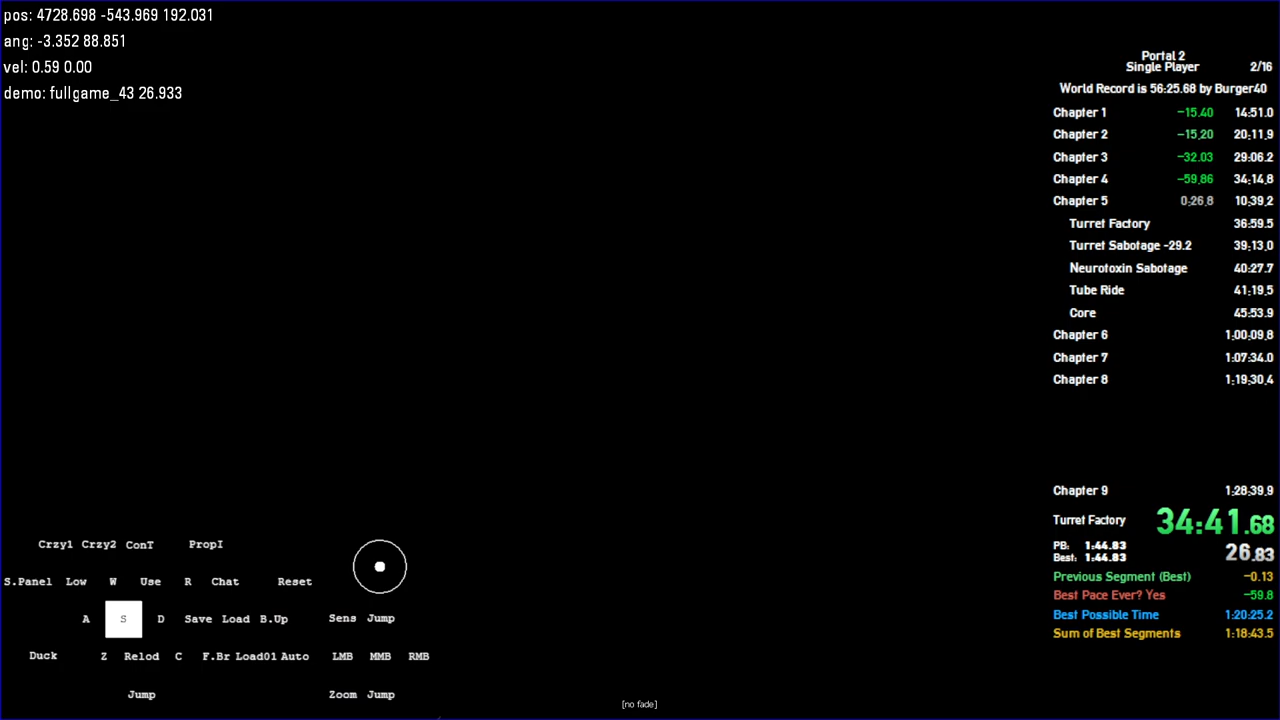 pos: 4728.698 -543.969 192.031
ang: -3.352 88.851
vel: 0.59 0.00
demo: fullgame_43 26.933
Portal 2
Single Player 2/16
World Record is 56:25.68 by Burger40
Chapter 1 -15.40 14:51.0
Chapter 2 -15.20 20:11.9
Chapter 3 -32.03 29:06.2
Chapter 4 -59.86 34:14.8
Chapter 5 0:26.8 10:39.2
Turret Factory 36:59.5
Turret Sabotage -29.2 39:13.0
Neurotoxin Sabotage 40:27.7
Tube Ride 41:19.5
Core 45:53.9
Chapter 6 1:00:09.8
Chapter 7 1:07:34.0
Chapter 8 1:19:30.4
Chapter 9 1:28:39.9
Turret Factory 34:41.68
PB: 1:44.83 26.83
Best: 1:44.83
Previous Segment (Best) -0.13
Best Pace Ever? Yes -59.8
Best Possible Time 1:20:25.2
Sum of Best Segments 1:18:43.5
Crzy1 Crzy2 ConT PropI
S.Panel Low W Use R Chat Reset
A S D Save Load B.Up Sens Jump
Duck Z Relod C F.Br Load01 Auto LMB MMB RMB
Jump Zoom Jump
[no fade]